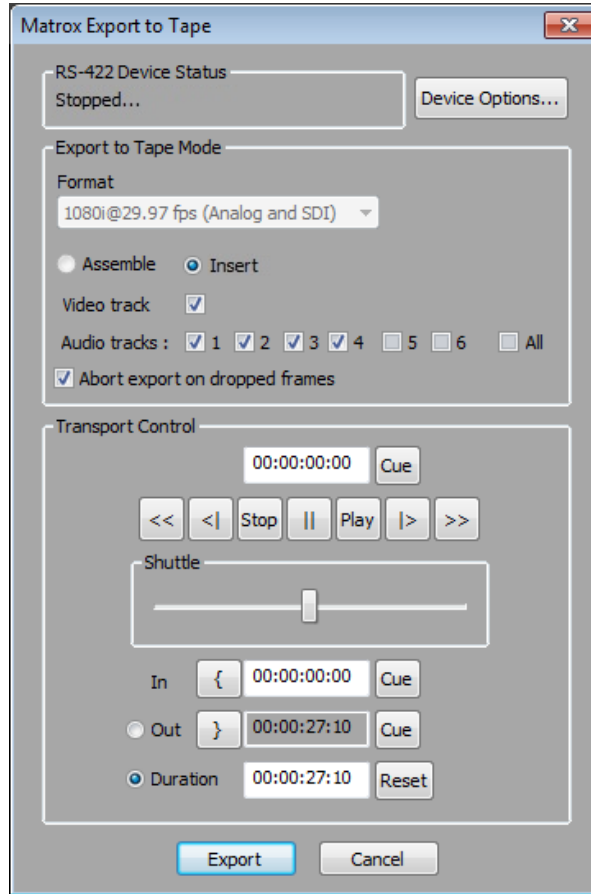 Matrox Export to Tape
RS-422 Device Status
Stopped...
Device Options...
Export to Tape Mode
Format
1080i@29.97 fps (Analog and SDI)
Assemble Insert
Video track
Audio tracks : 1 2 3 4 5 6 All
Abort export on dropped frames
Transport Control
00:00:00:00 Cue
<< <| Stop || Play |> >>
Shuttle
In { 00:00:00:00 Cue
Out } 00:00:27:10 Cue
Duration 00:00:27:10 Reset
Export Cancel